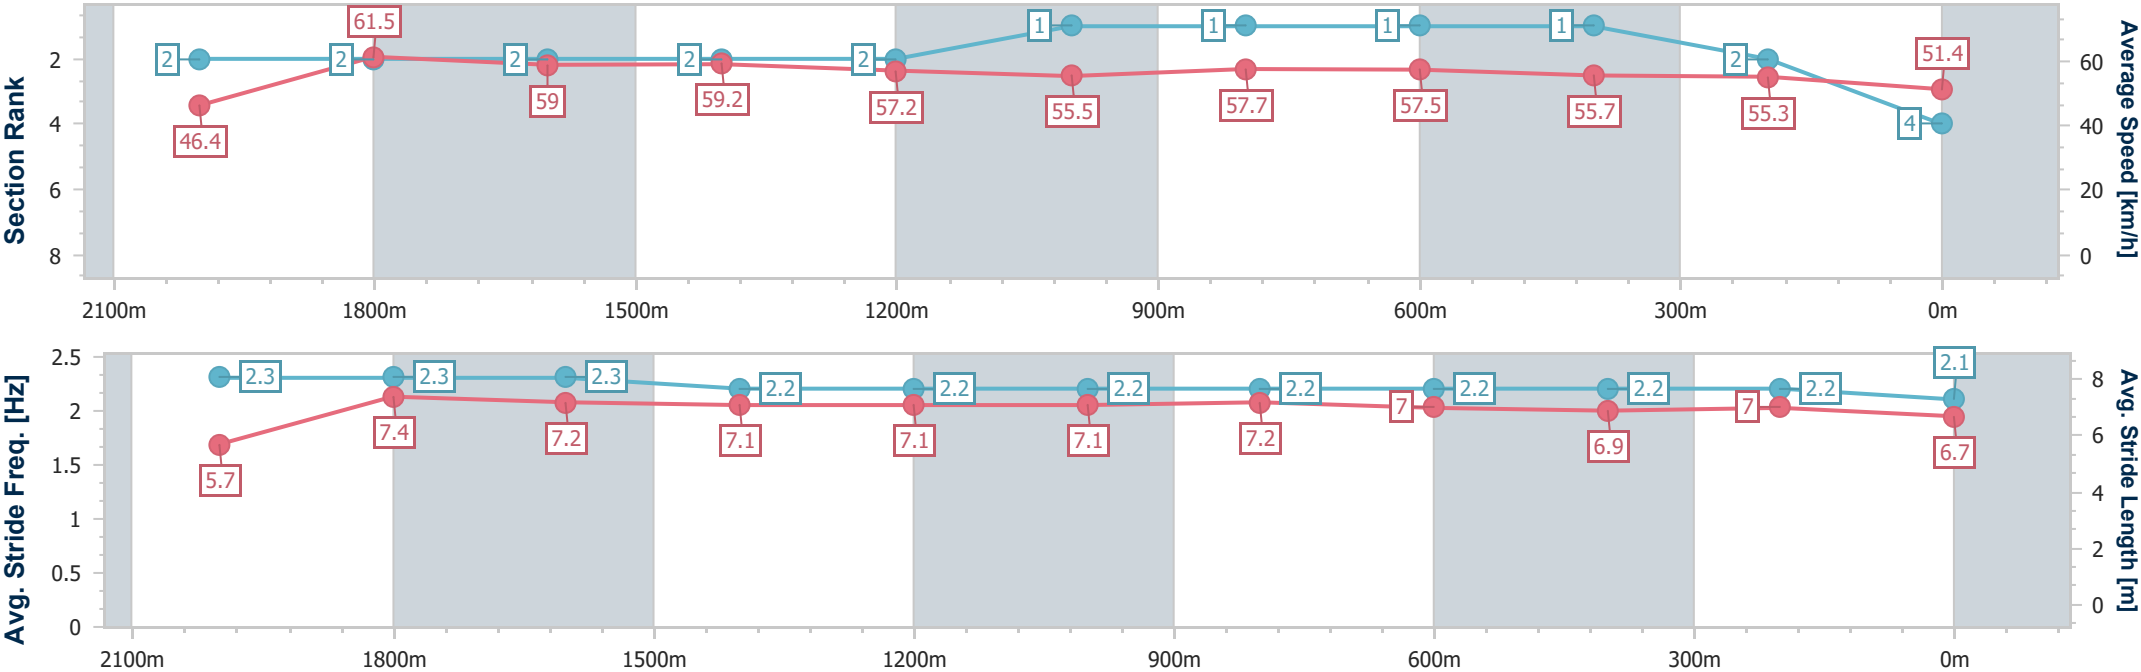 61.5
2 2 2 2 2 1 1 1 1 2 4
46.4 59 59.2 57.2 55.5 57.7 57.5 55.7 55.3 51.4
Section Rank
2
4
6
8
Average Speed [km/h]
60
40
20
0
2100m 1800m 1500m 1200m 900m 600m 300m 0m
Avg. Stride Freq. [Hz]
2.5
2
1.5
1
0.5
0
2.3 2.3 2.3 2.2 2.2 2.2 2.2 2.2 2.2 2.2 2.1
5.7 7.4 7.2 7.1 7.1 7.1 7.2 7 6.9 7 6.7
Avg. Stride Length [m]
8
6
4
2
0
2100m 1800m 1500m 1200m 900m 600m 300m 0m